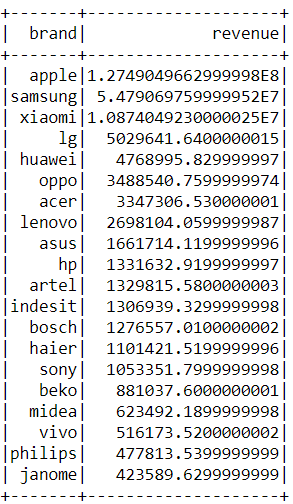 +--------+--------------------+
|   brand|             revenue|
+--------+--------------------+
|   apple|1.2749049662999998E8|
| samsung| 5.479069759999952E7|
|  xiaomi|1.0874049230000025E7|
|      lg|  5029641.6400000015|
|  huawei|   4768995.829999997|
|    oppo|  3488540.7599999974|
|    acer|   3347306.530000001|
|  lenovo|  2698104.0599999987|
|    asus|  1661714.1199999996|
|      hp|  1331632.9199999997|
|   artel|  1329815.5800000003|
| indesit|  1306939.3299999998|
|   bosch|  1276557.0100000002|
|   haier|  1101421.5199999996|
|    sony|  1053351.7999999998|
|    beko|   881037.6000000001|
|   midea|   623492.1899999998|
|    vivo|   516173.5200000002|
| philips|   477813.5399999999|
|  janome|   423589.6299999999|
+--------+--------------------+